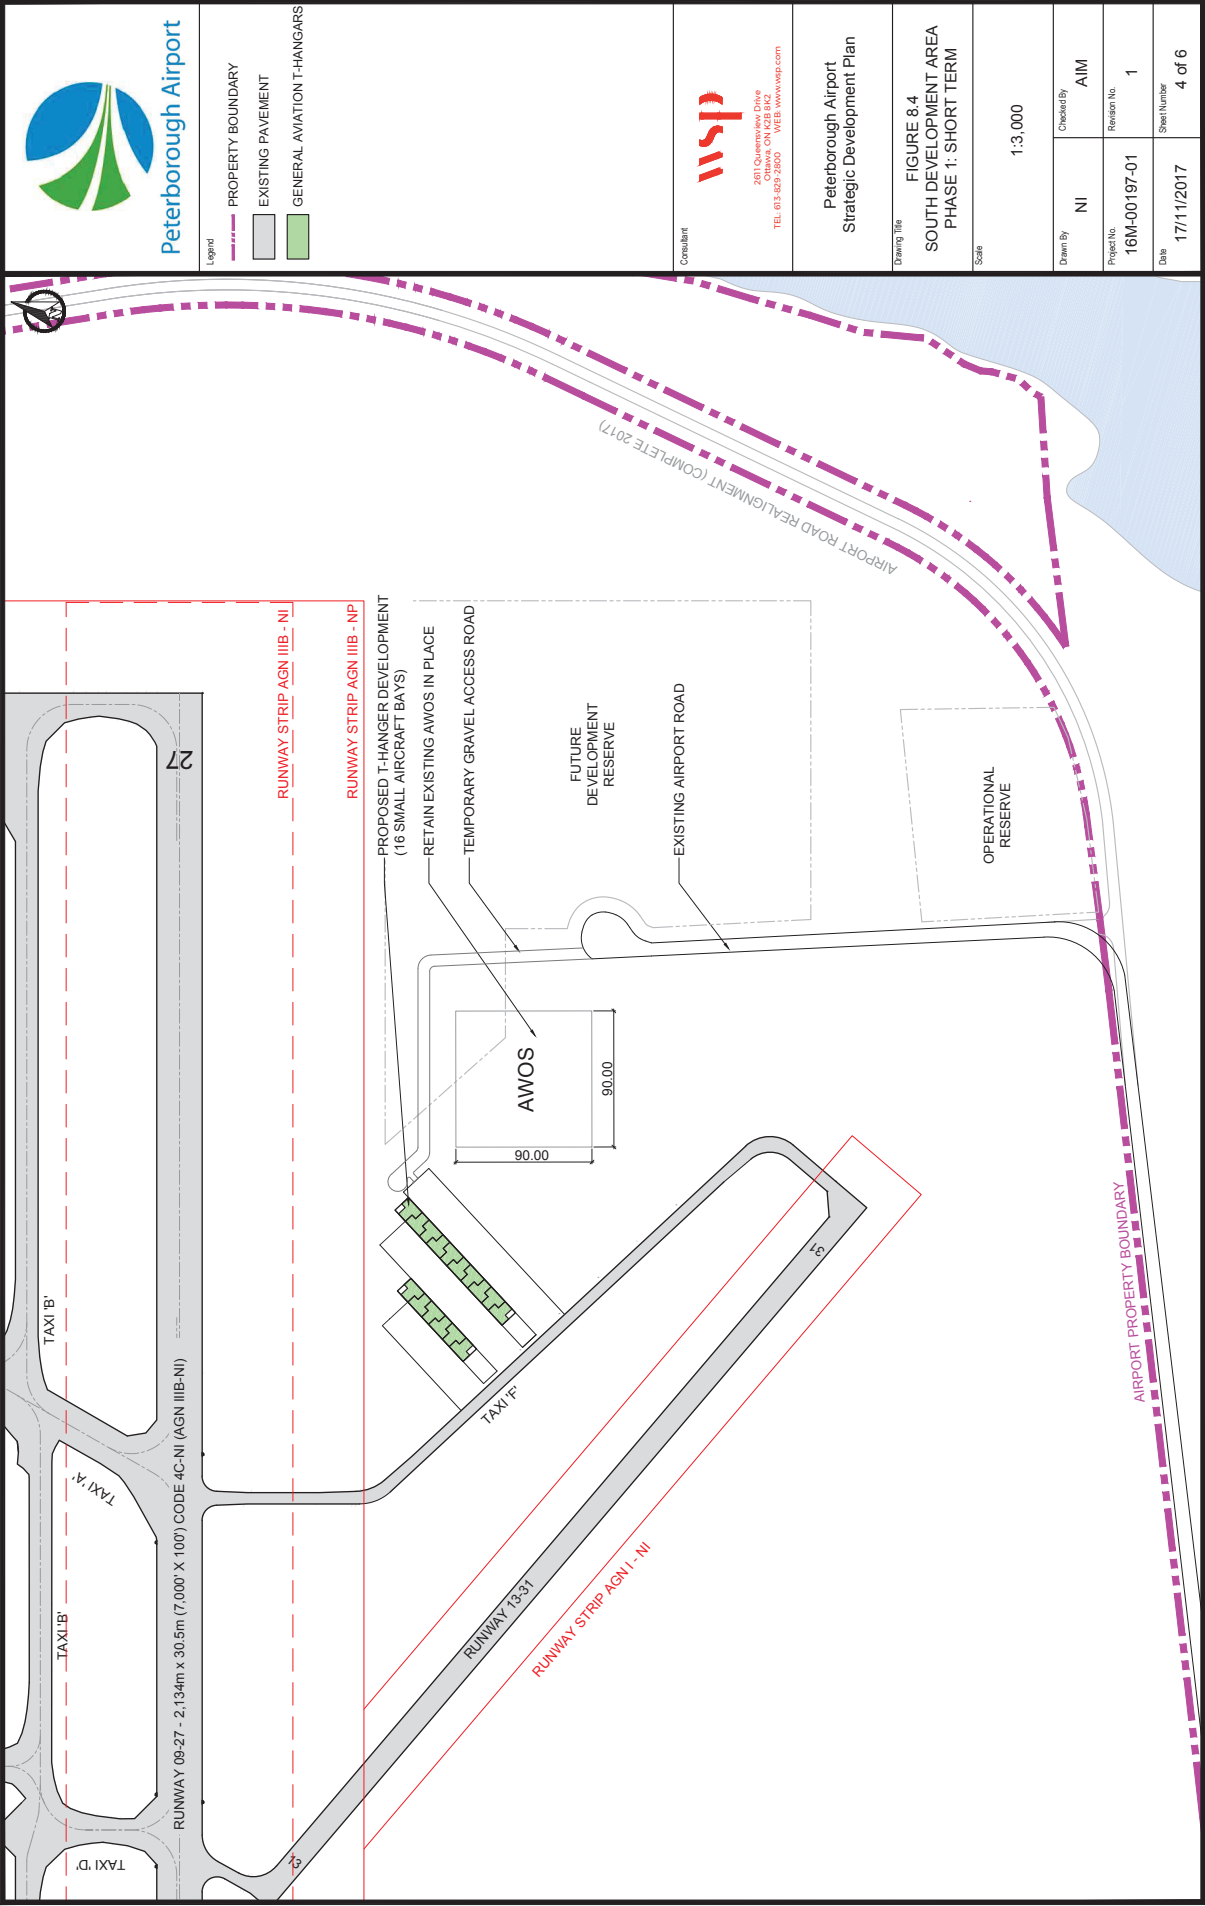 Peterborough Airport
Legend
PROPERTY BOUNDARY
EXISTING PAVEMENT
GENERAL AVIATION T-HANGARS
Consultant
wsp
2611 Queensview Drive
Ottawa, ON K2B 8K2
TEL: 613-829-2800 WEB: www.wsp.com
Peterborough Airport
Strategic Development Plan
Drawing Title
FIGURE 8.4
SOUTH DEVELOPMENT AREA
PHASE 1: SHORT TERM
Scale
1:3,000
Drawn By
NI
Checked By
AIM
Project No.
16M-00197-01
Revision No.
1
Date
17/11/2017
Sheet Number
4 of 6
AIRPORT ROAD REALIGNMENT (COMPLETE 2017)
RUNWAY STRIP AGN IIIB - NI
RUNWAY STRIP AGN IIIB - NP
PROPOSED T-HANGER DEVELOPMENT
(16 SMALL AIRCRAFT BAYS)
RETAIN EXISTING AWOS IN PLACE
TEMPORARY GRAVEL ACCESS ROAD
FUTURE
DEVELOPMENT
RESERVE
EXISTING AIRPORT ROAD
OPERATIONAL
RESERVE
27
AWOS
90.00
90.00
TAXI 'B'
TAXI 'A'
TAXI 'B'
TAXI 'D'
TAXI 'F'
RUNWAY 09-27 - 2,134m x 30.5m (7,000' X 100') CODE 4C-NI (AGN IIIB-NI)
31
RUNWAY 13-31
13
RUNWAY STRIP AGN I - NI
AIRPORT PROPERTY BOUNDARY